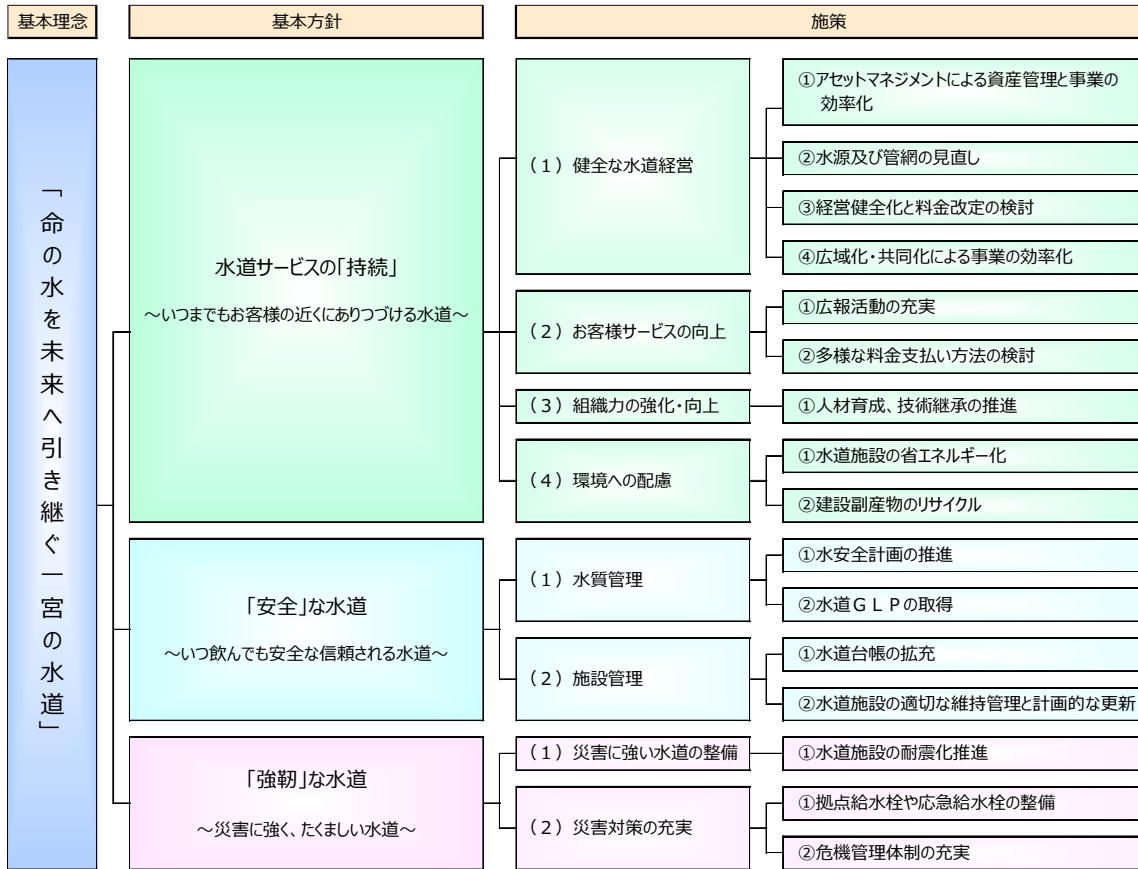 基本理念
基本方針
施策
「命の水を未来へ引き継ぐ一宮の水道」
水道サービスの「持続」
～いつまでもお客様の近くにありつづける水道～
（１）健全な水道経営
①アセットマネジメントによる資産管理と事業の
効率化
②水源及び管網の見直し
③経営健全化と料金改定の検討
④広域化・共同化による事業の効率化
（２）お客様サービスの向上
①広報活動の充実
②多様な料金支払い方法の検討
（３）組織力の強化・向上
①人材育成、技術継承の推進
（４）環境への配慮
①水道施設の省エネルギー化
②建設副産物のリサイクル
「安全」な水道
～いつ飲んでも安全な信頼される水道～
（１）水質管理
①水安全計画の推進
②水道ＧＬＰの取得
（２）施設管理
①水道台帳の拡充
②水道施設の適切な維持管理と計画的な更新
「強靭」な水道
～災害に強く、たくましい水道～
（１）災害に強い水道の整備
①水道施設の耐震化推進
（２）災害対策の充実
①拠点給水栓や応急給水栓の整備
②危機管理体制の充実